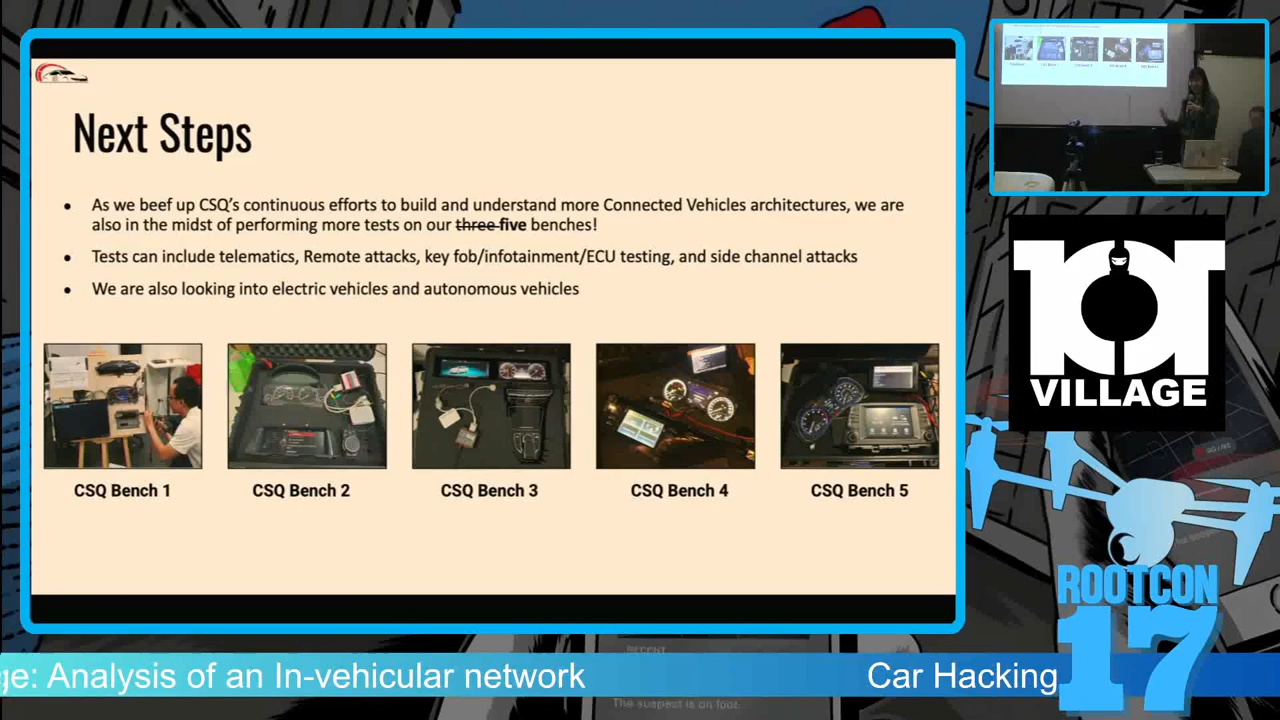 Next Steps
• As we beef up CSQ's continuous efforts to build and understand more Connected Vehicles architectures, we are
also in the midst of performing more tests on our three five benches!
• Tests can include telematics, Remote attacks, key fob/infotainment/ECU testing, and side channel attacks
• We are also looking into electric vehicles and autonomous vehicles
CSQ Bench 1
CSQ Bench 2
CSQ Bench 3
CSQ Bench 4
CSQ Bench 5
VILLAGE
ROOTCON
17
ge: Analysis of an In-vehicular network
Car Hacking
RECENT
The suspect is on foot.